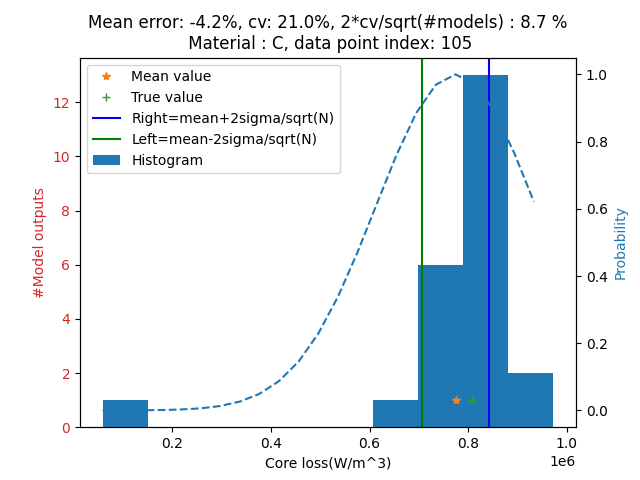 Mean error: -4.2%, cv: 21.0%, 2*cv/sqrt(#models) : 8.7 %
Material : C, data point index: 105
Mean value
True value
Right=mean+2sigma/sqrt(N)
Left=mean-2sigma/sqrt(N)
Histogram
#Model outputs
12
10
8
6
4
2
0
1.0
0.8
0.6
0.4
0.2
0.0
Probability
0.2 0.4 0.6 0.8 1.0
1e6
Core loss(W/m^3)